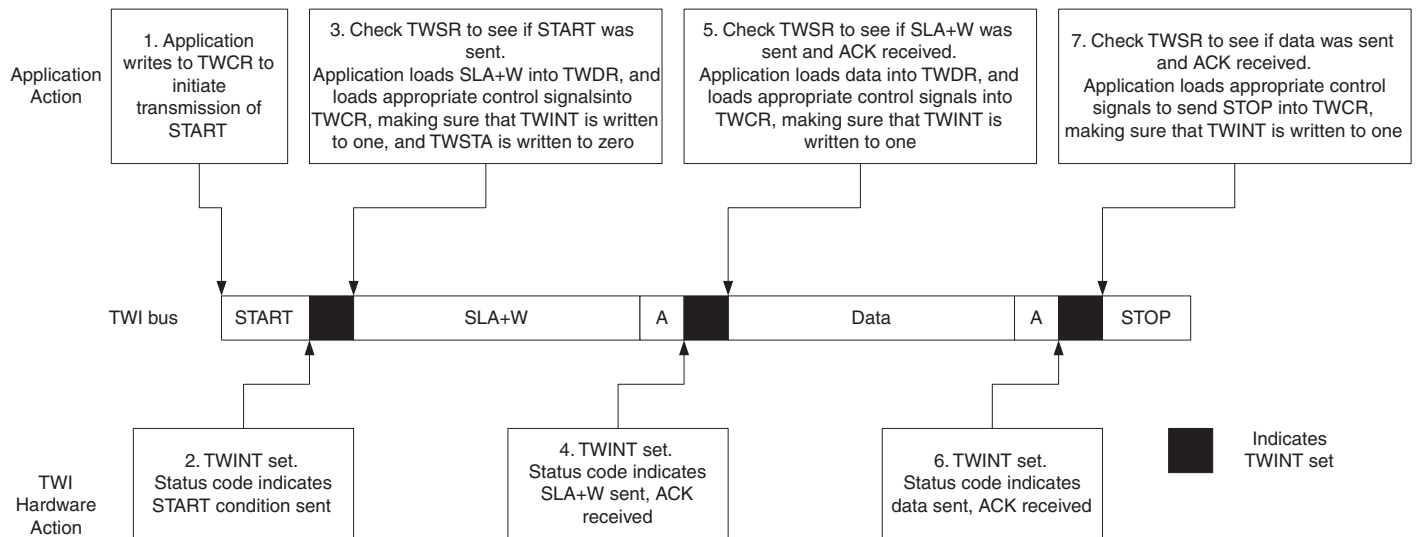 Application
Action
1. Application
writes to TWCR to
initiate
transmission of
START
3. Check TWSR to see if START was
sent.
Application loads SLA+W into TWDR, and
loads appropriate control signalsinto
TWCR, making sure that TWINT is written
to one, and TWSTA is written to zero
5. Check TWSR to see if SLA+W was
sent and ACK received.
Application loads data into TWDR, and
loads appropriate control signals into
TWCR, making sure that TWINT is
written to one
7. Check TWSR to see if data was sent
and ACK received.
Application loads appropriate control
signals to send STOP into TWCR,
making sure that TWINT is written to one
TWI bus
START
SLA+W
A
Data
A
STOP
TWI
Hardware
Action
2. TWINT set.
Status code indicates
START condition sent
4. TWINT set.
Status code indicates
SLA+W sent, ACK
received
6. TWINT set.
Status code indicates
data sent, ACK received
Indicates
TWINT set